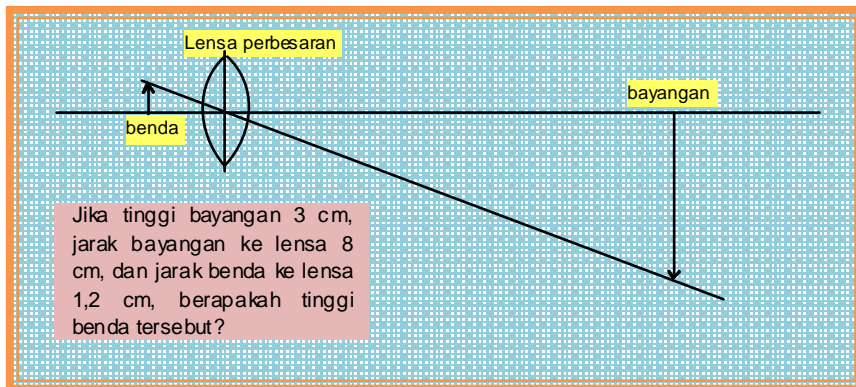 Lensa perbesaran
bayangan
benda
Jika tinggi bayangan 3 cm,
jarak bayangan ke lensa 8
cm, dan jarak benda ke lensa
1,2 cm, berapakah tinggi
benda tersebut?